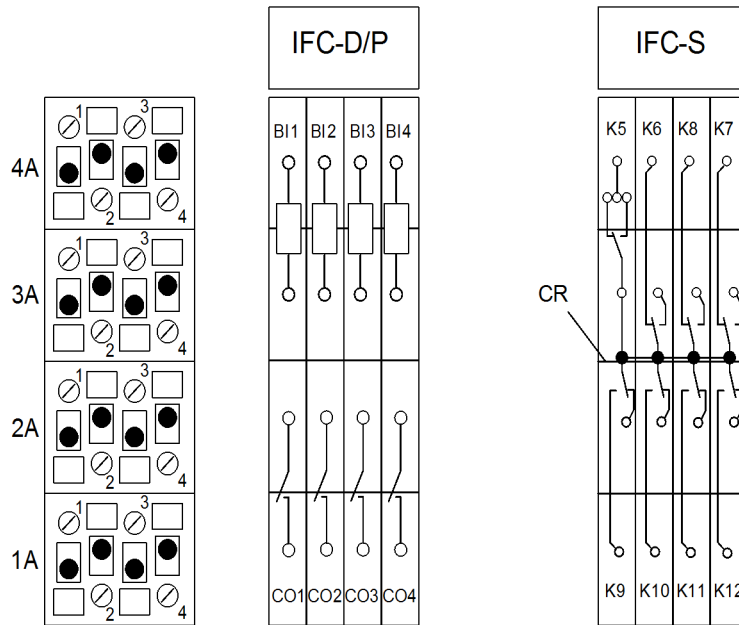 IFC-D/P IFC-S
1 3
4A
2 4
BI1 BI2 BI3 BI4
K5 K6 K8 K7
1 3
3A
2 4
CR
1 3
2A
2 4
1 3
1A
2 4
CO1 CO2 CO3 CO4
K9 K10 K11 K12